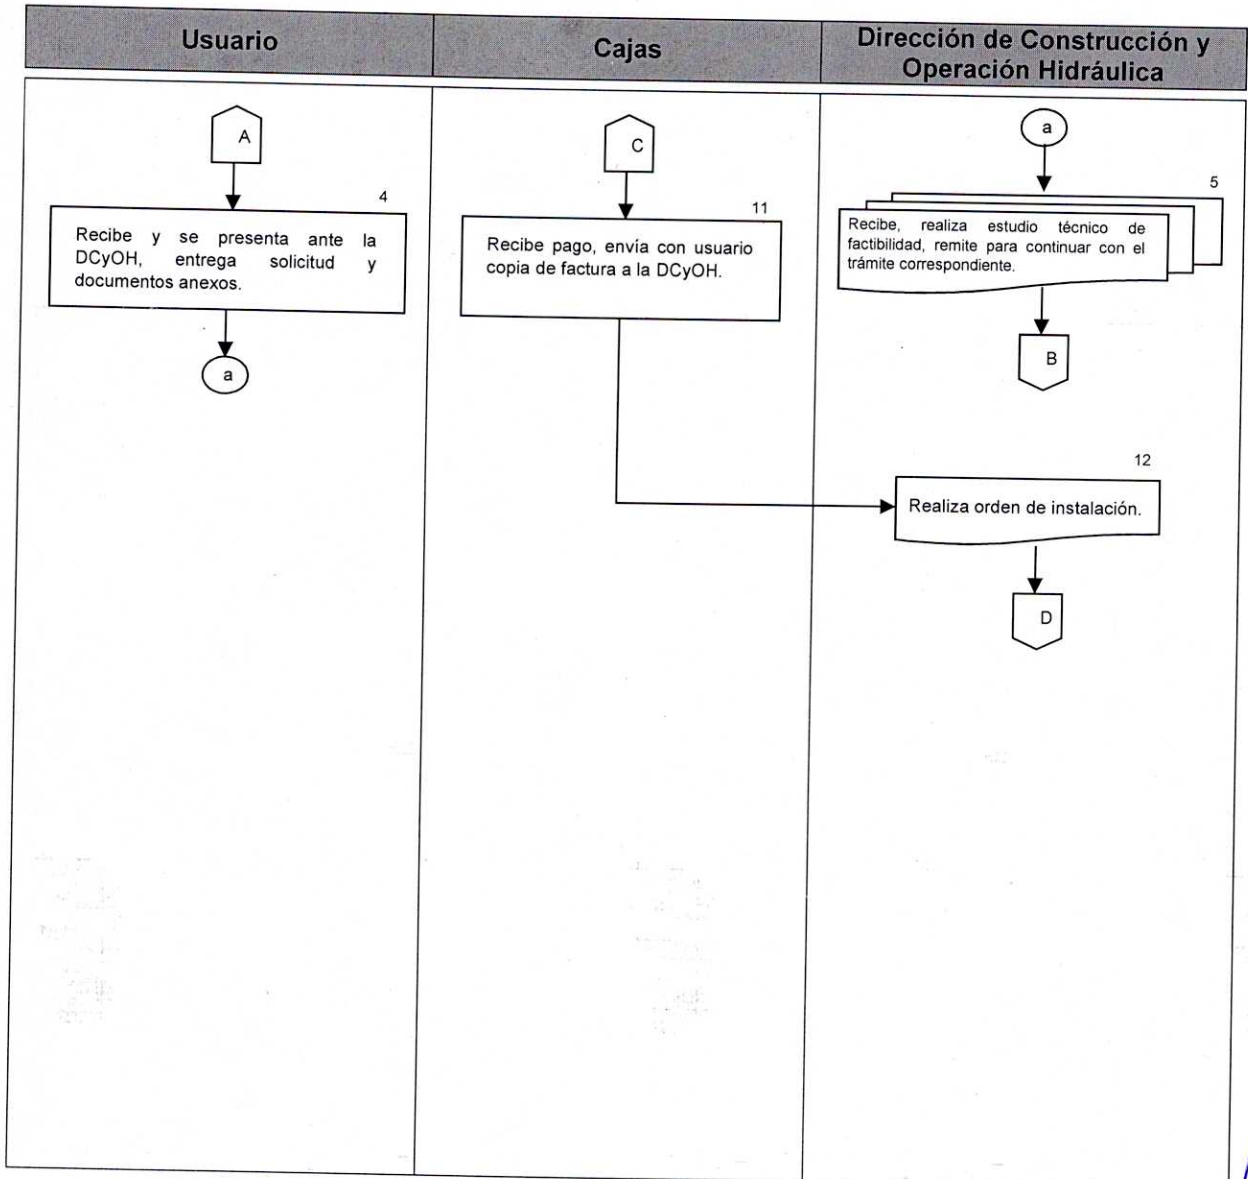 Usuario
Cajas
Dirección de Construcción y
Operación Hidráulica
A
4
Recibe y se presenta ante la
DCyOH, entrega solicitud y
documentos anexos.
a
C
11
Recibe pago, envía con usuario
copia de factura a la DCyOH.
a
5
Recibe, realiza estudio técnico de
factibilidad, remite para continuar con el
trámite correspondiente.
B
12
Realiza orden de instalación.
D